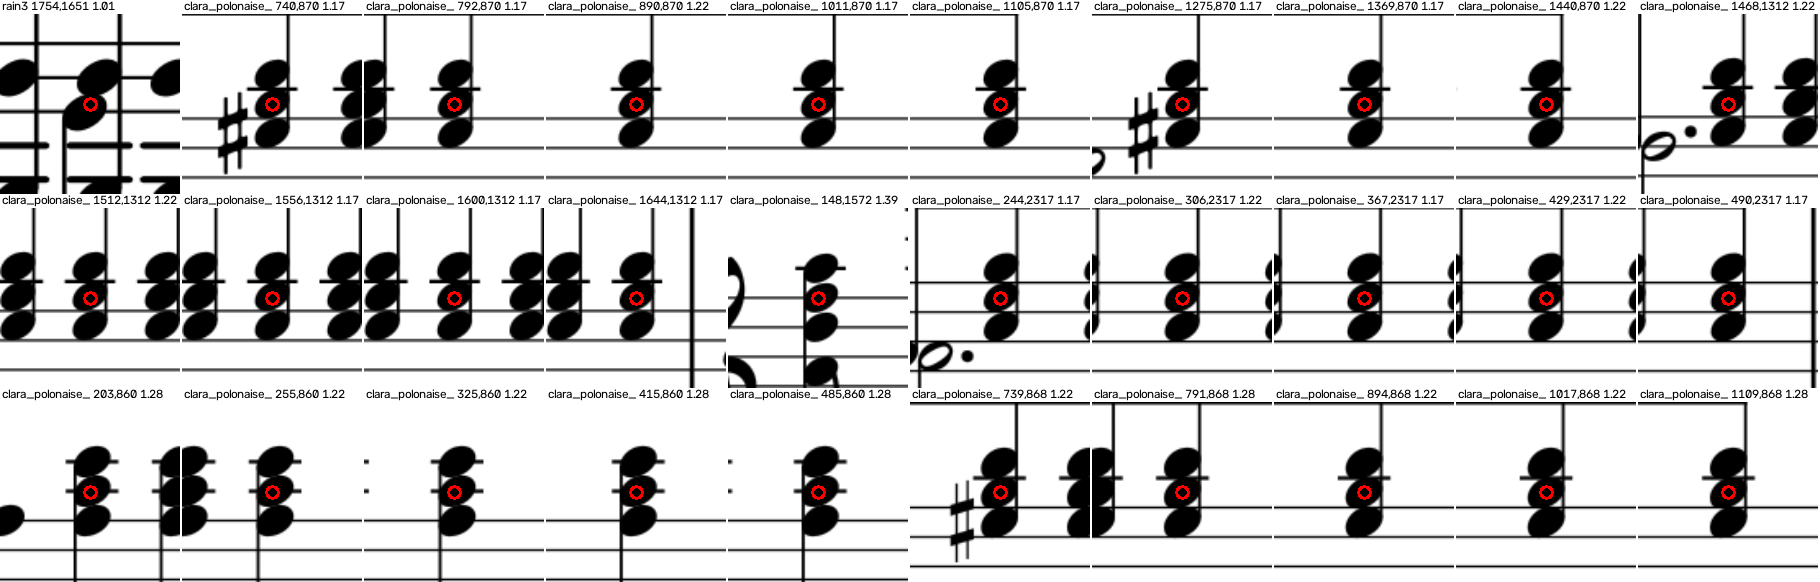 rain3 1754,1651 1.01 clara_polonaise_ 740,870 1.17 clara_polonaise_ 792,870 1.17 clara_polonaise_ 890,870 1.22 clara_polonaise_ 1011,870 1.17 clara_polonaise_ 1105,870 1.17 clara_polonaise_ 1275,870 1.17 clara_polonaise_ 1369,870 1.17 clara_polonaise_ 1440,870 1.22 clara_polonaise_ 1468,1312 1.22
clara_polonaise_ 1512,1312 1.22 clara_polonaise_ 1556,1312 1.17 clara_polonaise_ 1600,1312 1.17 clara_polonaise_ 1644,1312 1.17 clara_polonaise_ 148,1572 1.39 clara_polonaise_ 244,2317 1.17 clara_polonaise_ 306,2317 1.22 clara_polonaise_ 367,2317 1.17 clara_polonaise_ 429,2317 1.22 clara_polonaise_ 490,2317 1.17
clara_polonaise_ 203,860 1.28 clara_polonaise_ 255,860 1.22 clara_polonaise_ 325,860 1.22 clara_polonaise_ 415,860 1.28 clara_polonaise_ 485,860 1.28 clara_polonaise_ 739,868 1.22 clara_polonaise_ 791,868 1.28 clara_polonaise_ 894,868 1.22 clara_polonaise_ 1017,868 1.22 clara_polonaise_ 1109,868 1.28